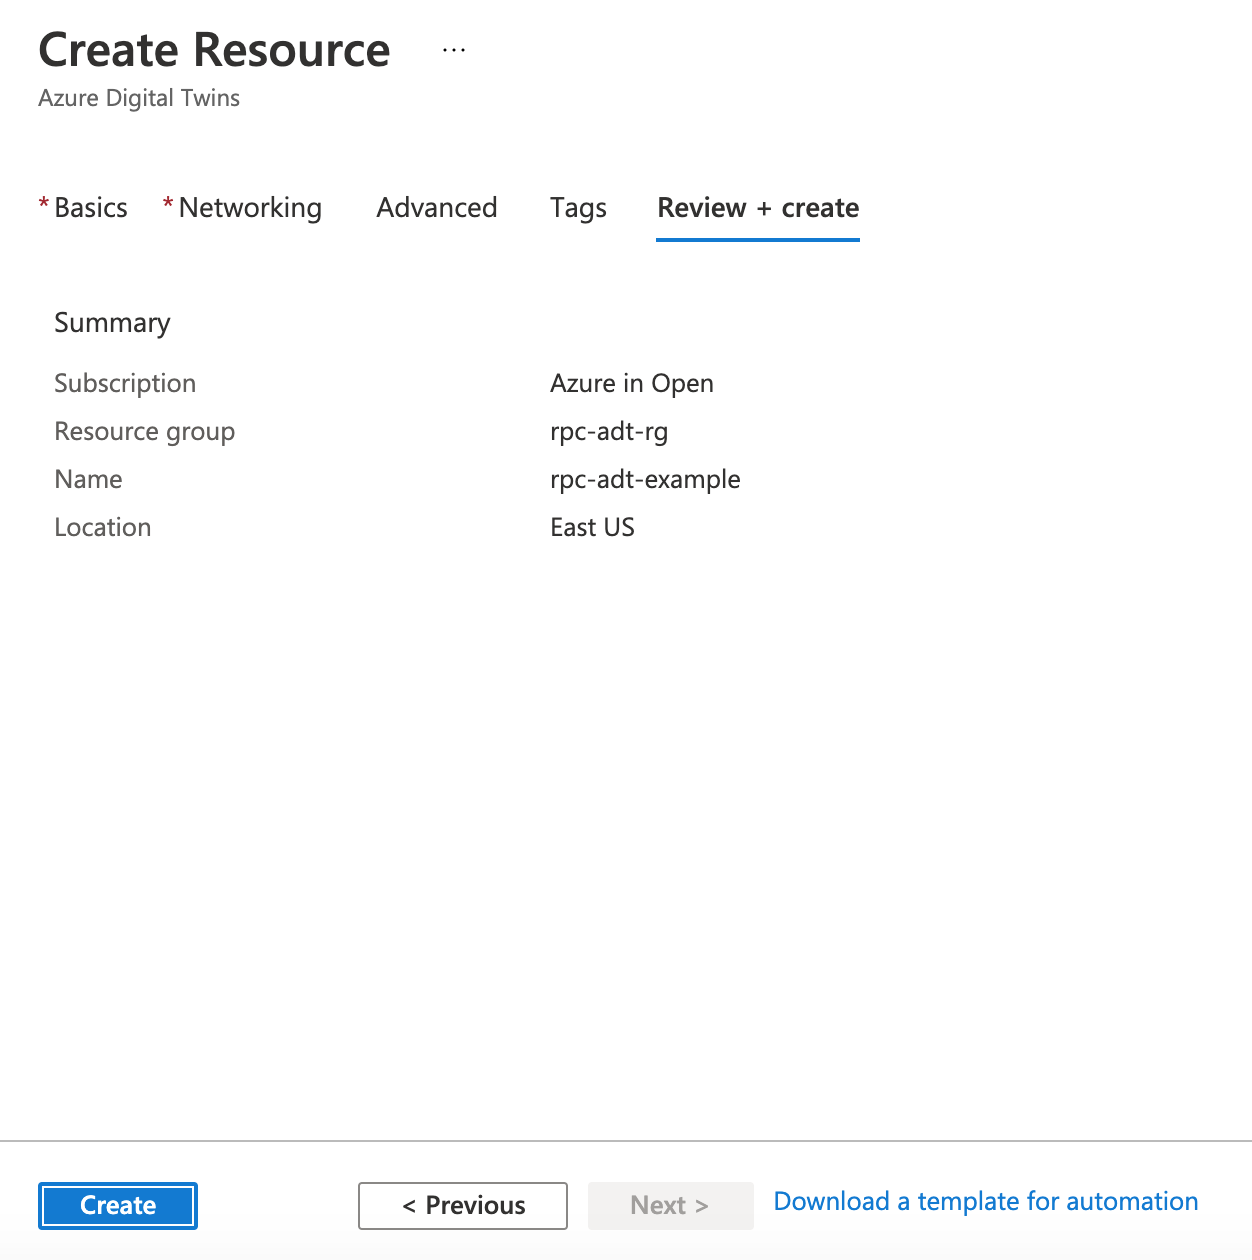 Create Resource ...
Azure Digital Twins
* Basics * Networking Advanced Tags Review + create
Summary
Subscription Azure in Open
Resource group rpc-adt-rg
Name rpc-adt-example
Location East US
Create < Previous Next > Download a template for automation